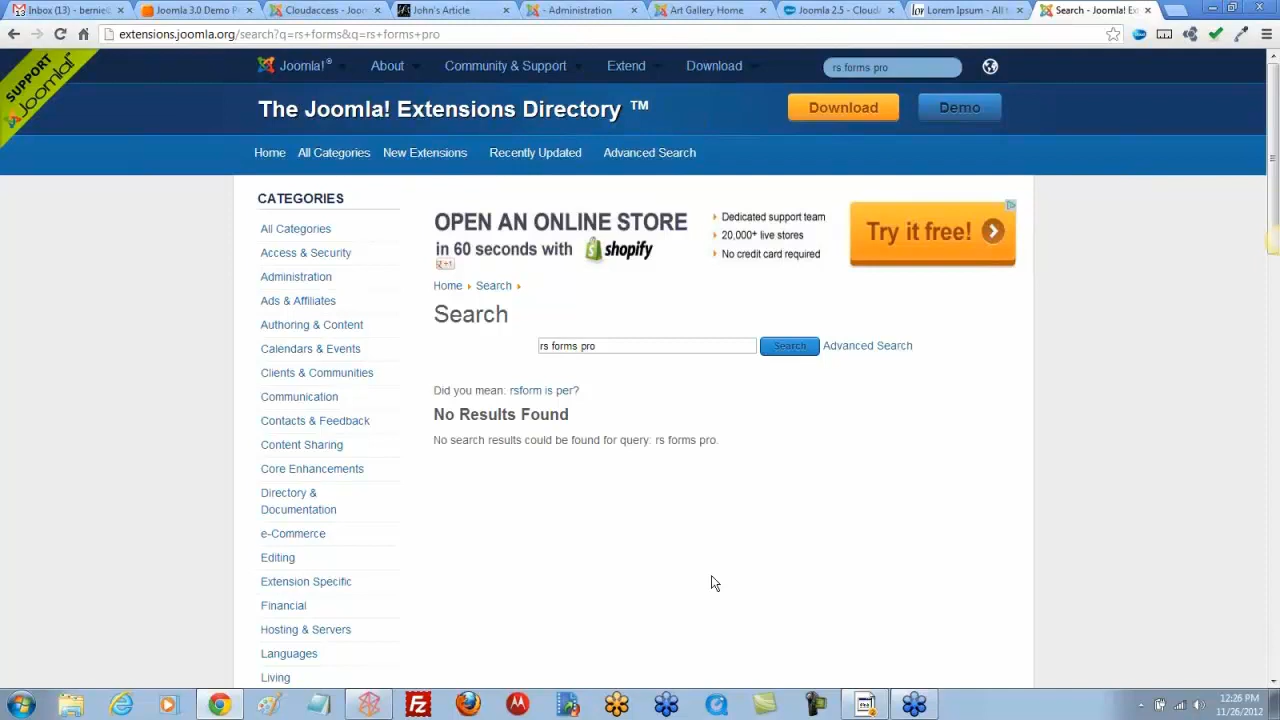 Inbox (13) - bernie
Joomla 3.0 Demo P
Cloudaccess - Joom
John's Article
- Administration
Art Gallery Home
Joomla 2.5 - Cloud
Lorem Ipsum - All
Search - Joomla! Ex
extensions.joomla.org/search?q=rs+forms&q=rs+forms+pro
SUPPORT
Joomla!
Joomla!®
About
Community & Support
Extend
Download
rs forms pro
The Joomla! Extensions Directory ™
Download
Demo
Home
All Categories
New Extensions
Recently Updated
Advanced Search
CATEGORIES
All Categories
Access & Security
Administration
Ads & Affiliates
Authoring & Content
Calendars & Events
Clients & Communities
Communication
Contacts & Feedback
Content Sharing
Core Enhancements
Directory &
Documentation
e-Commerce
Editing
Extension Specific
Financial
Hosting & Servers
Languages
Living
OPEN AN ONLINE STORE
in 60 seconds with shopify
Dedicated support team
20,000+ live stores
No credit card required
Try it free!
Home
Search
Search
rs forms pro
Search
Advanced Search
Did you mean: rsform is per?
No Results Found
No search results could be found for query: rs forms pro.
12:26 PM
11/26/2012